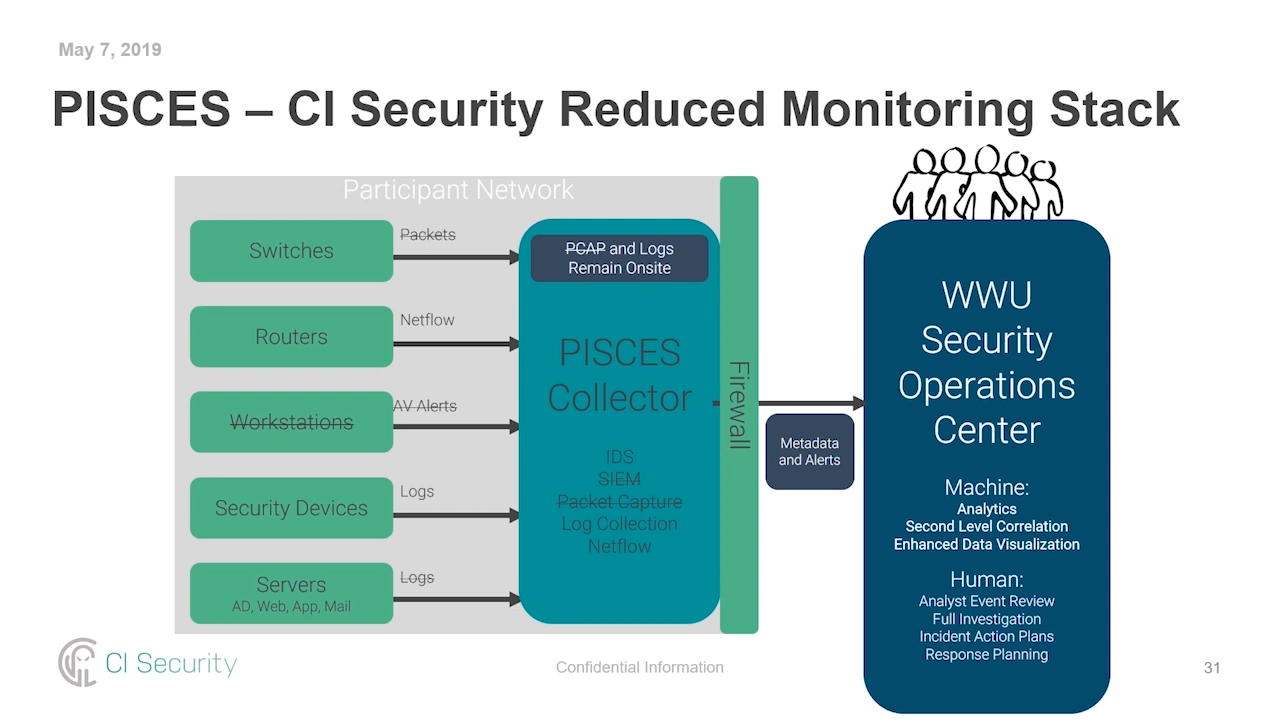 May 7, 2019
PISCES – CI Security Reduced Monitoring Stack
Participant Network
Switches
Packets
Routers
Netflow
Workstations
AV Alerts
Security Devices
Logs
Servers
AD, Web, App, Mail
Logs
PCAP and Logs
Remain Onsite
PISCES
Collector
IDS
SIEM
Packet Capture
Log Collection
Netflow
Firewall
Metadata
and Alerts
WWU
Security
Operations
Center
Machine:
Analytics
Second Level Correlation
Enhanced Data Visualization
Human:
Analyst Event Review
Full Investigation
Incident Action Plans
Response Planning
CI Security
Confidential Information
31